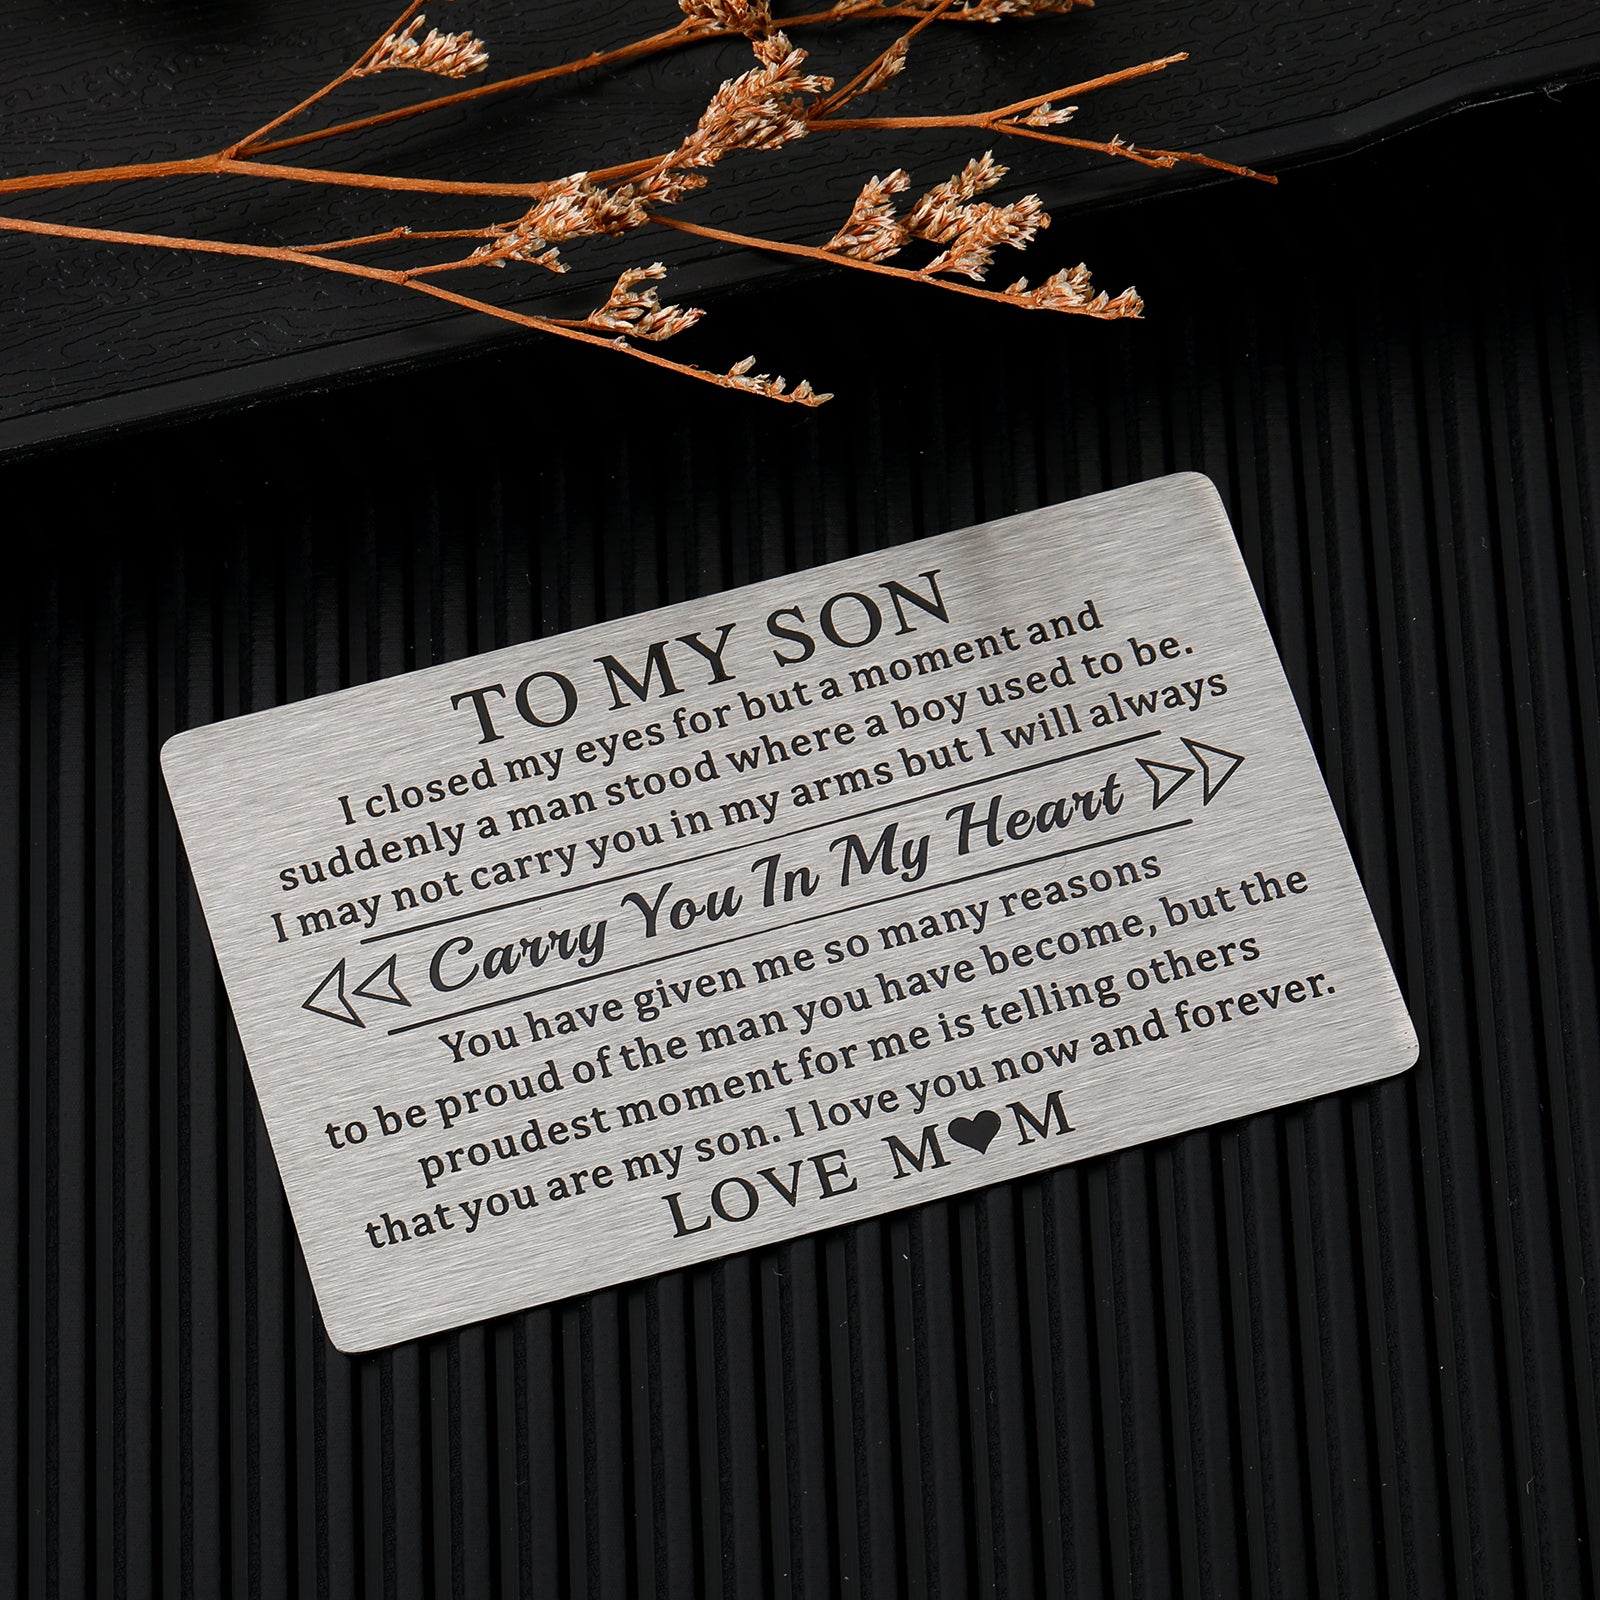 TO MY SON
I closed my eyes for but a moment and
suddenly a man stood where a boy used to be.
I may not carry you in my arms but I will always
Carry You In My Heart
You have given me so many reasons
to be proud of the man you have become, but the
proudest moment for me is telling others
that you are my son. I love you now and forever.
LOVE M♥M